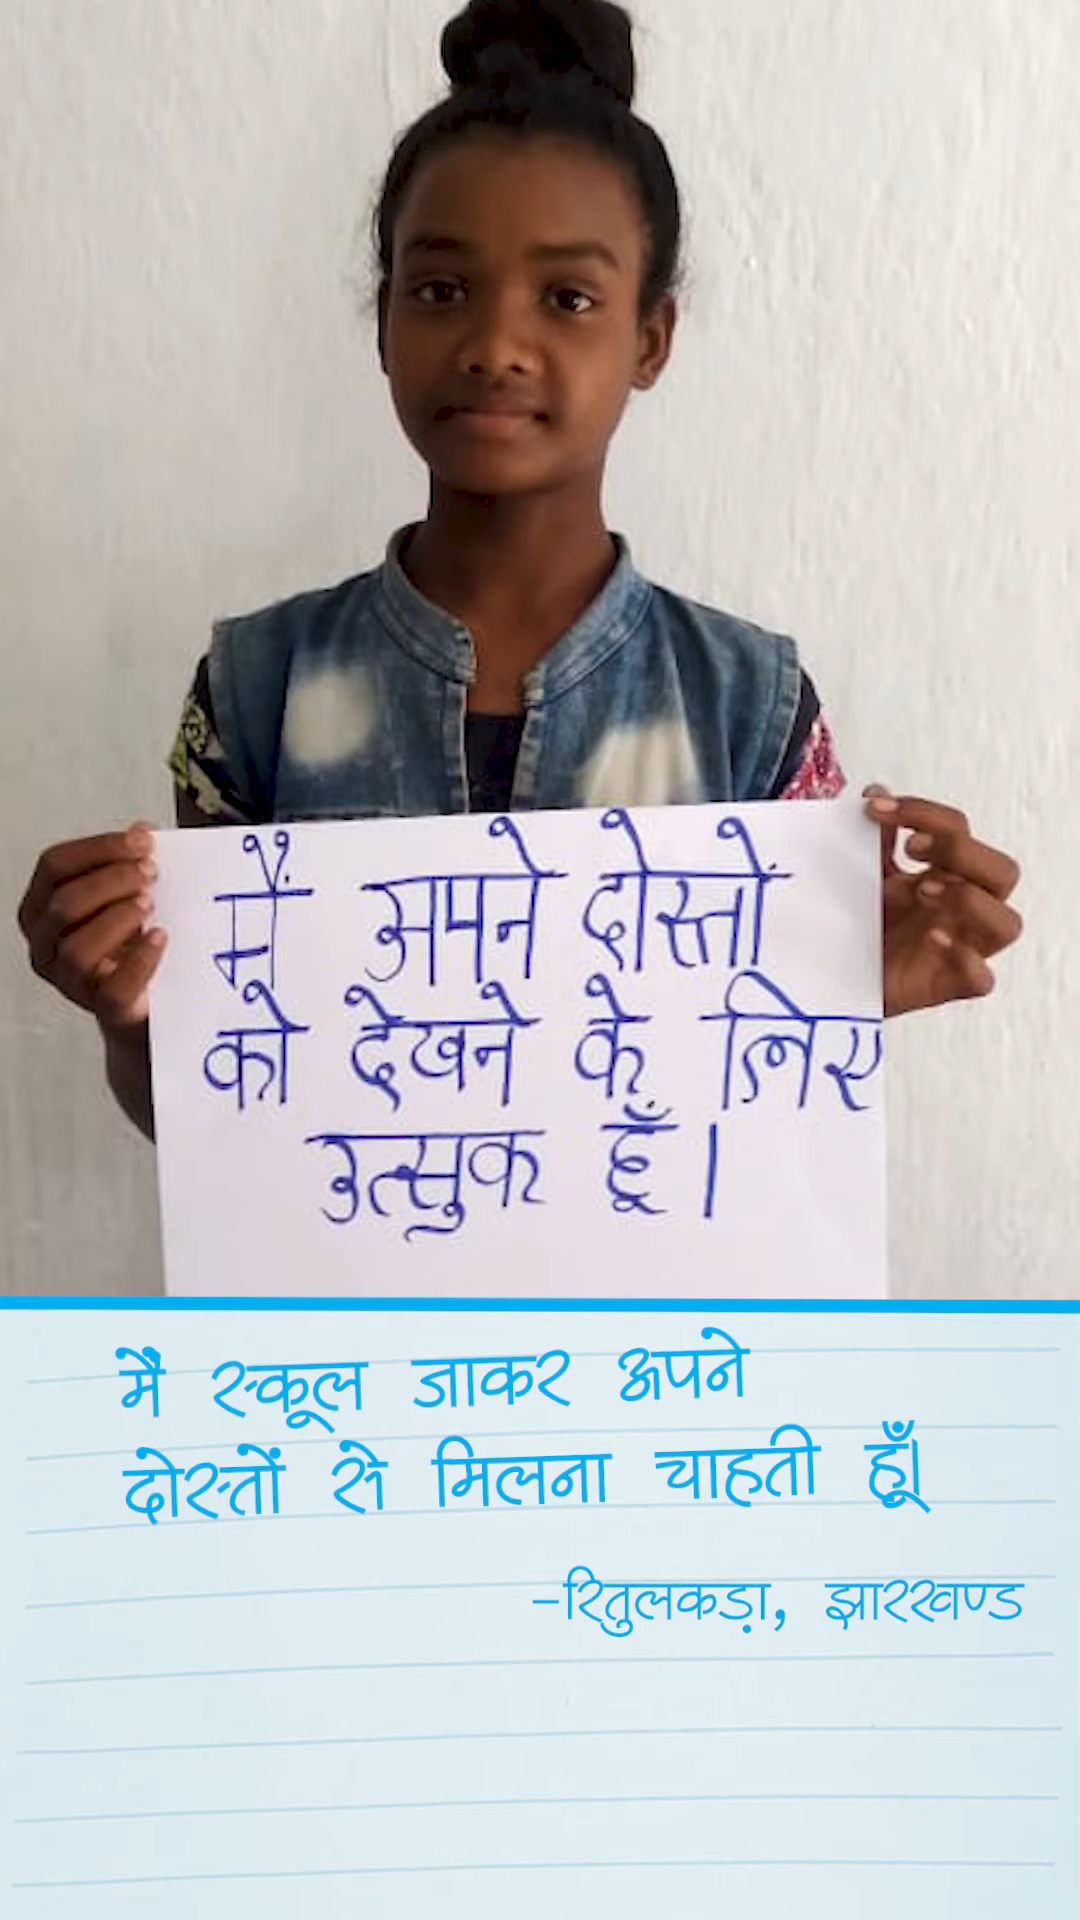 मैं अपने दोस्तों
को देखने के लिए
उत्सुक हूँ।
मैं स्कूल जाकर अपने
दोस्तों से मिलना चाहती हूँ।
-रितुलकड़ा, झारखण्ड